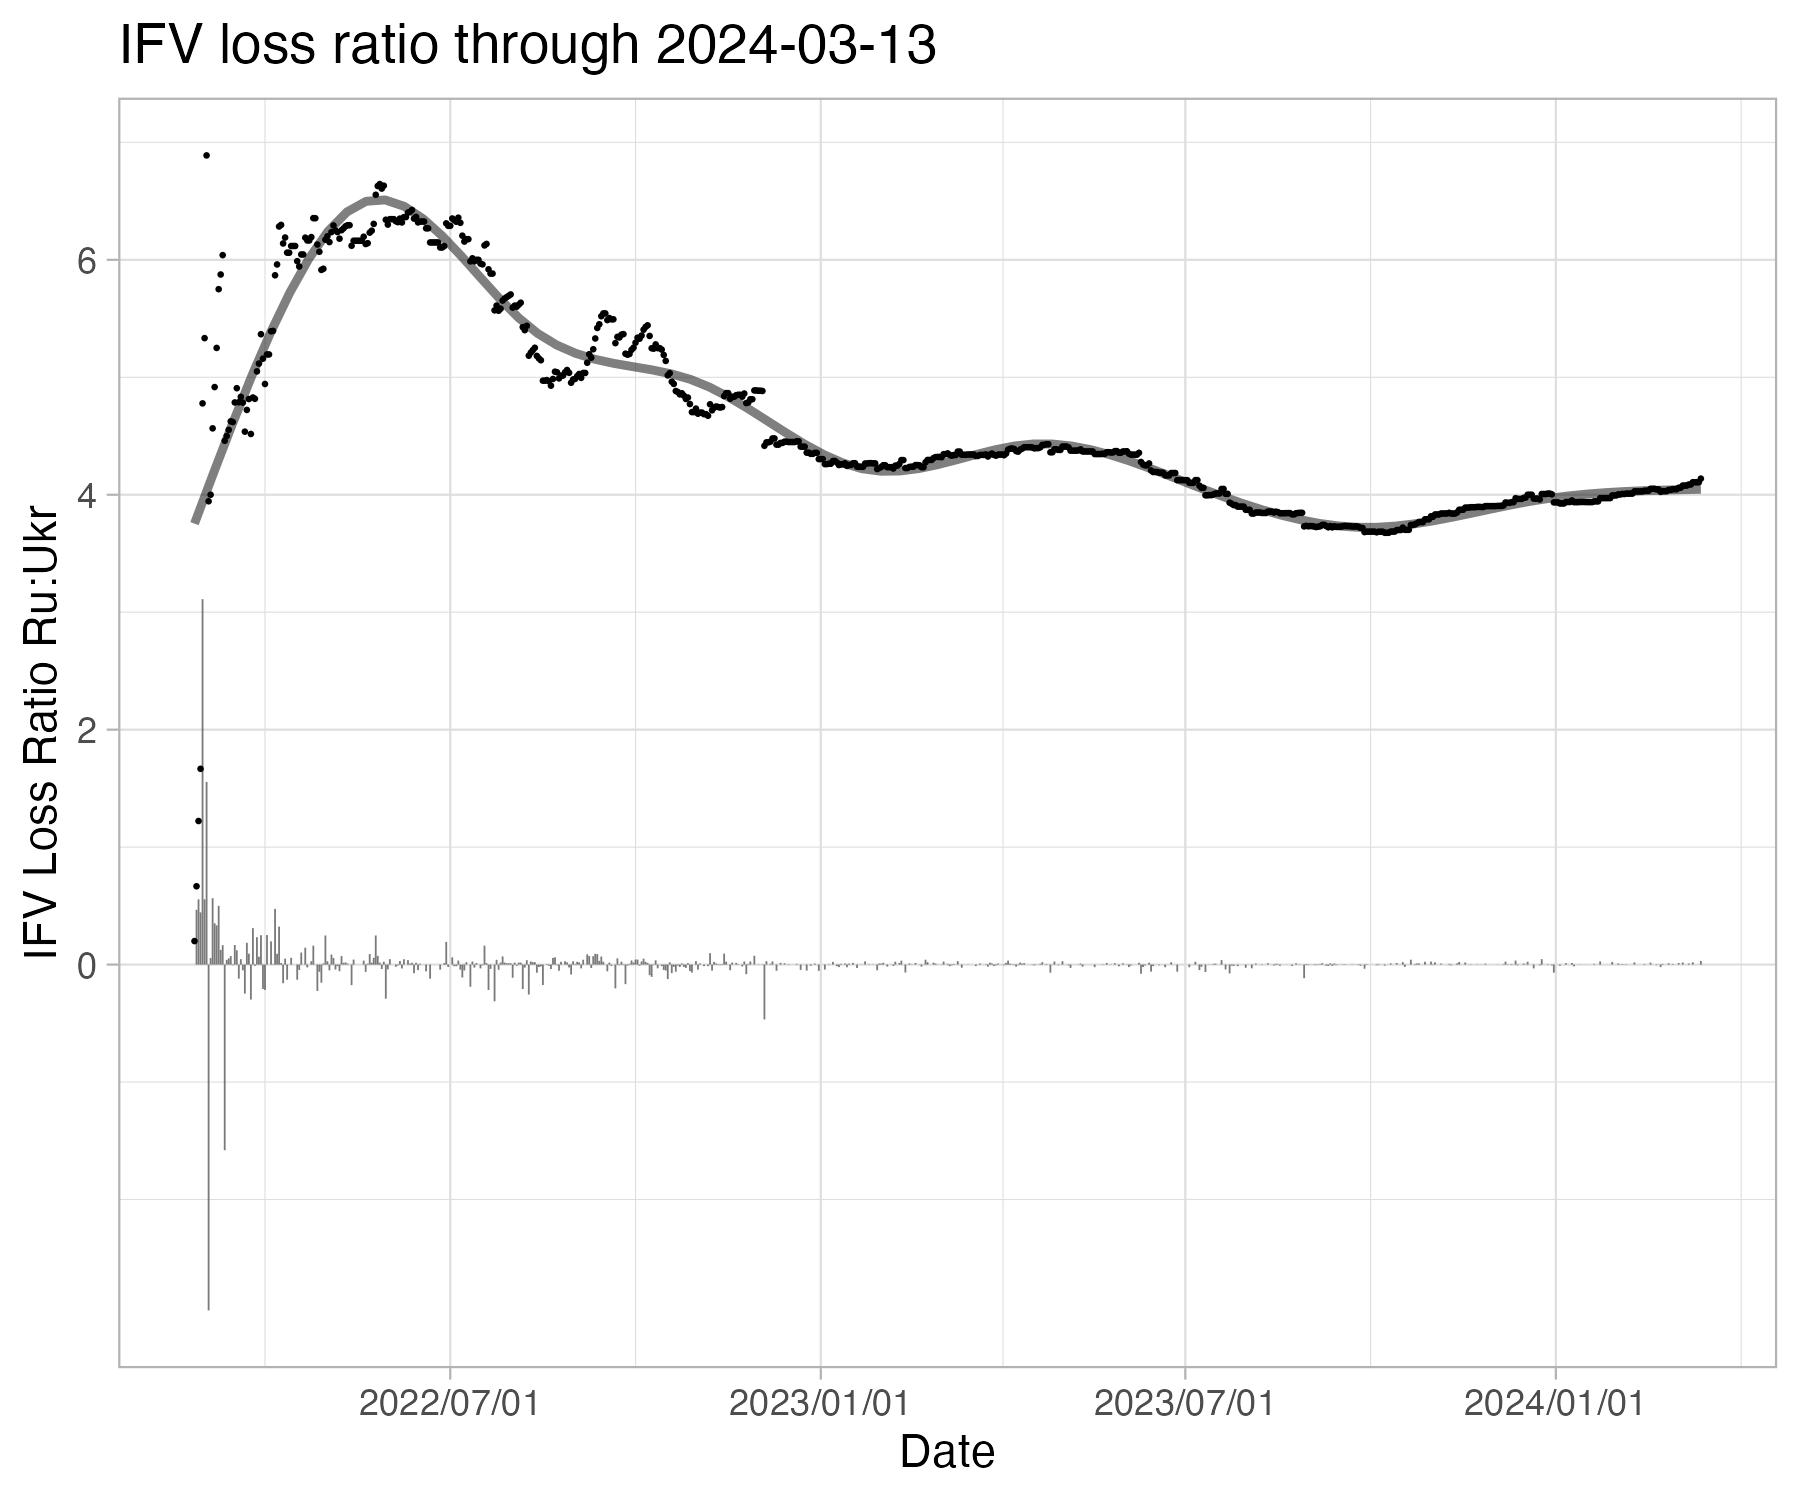 IFV loss ratio through 2024-03-13
IFV Loss Ratio Ru:Ukr
6
4
2
0
2022/07/01
2023/01/01
2023/07/01
2024/01/01
Date